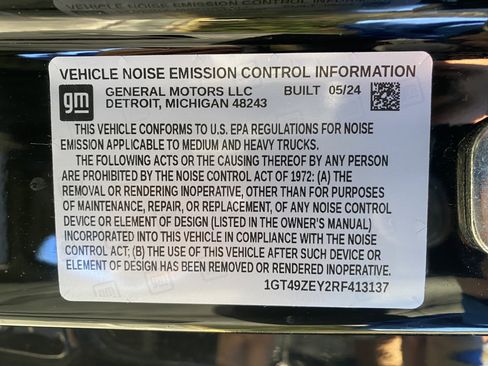 VEHICLE NOISE EMISSION CONTROL INFORMATION
gm GENERAL MOTORS LLC BUILT 05/24
DETROIT, MICHIGAN 48243
THIS VEHICLE CONFORMS TO U.S. EPA REGULATIONS FOR NOISE
EMISSION APPLICABLE TO MEDIUM AND HEAVY TRUCKS.
THE FOLLOWING ACTS OR THE CAUSING THEREOF BY ANY PERSON
ARE PROHIBITED BY THE NOISE CONTROL ACT OF 1972: (A) THE
REMOVAL OR RENDERING INOPERATIVE, OTHER THAN FOR PURPOSES
OF MAINTENANCE, REPAIR, OR REPLACEMENT, OF ANY NOISE CONTROL
DEVICE OR ELEMENT OF DESIGN (LISTED IN THE OWNER'S MANUAL)
INCORPORATED INTO THIS VEHICLE IN COMPLIANCE WITH THE NOISE
CONTROL ACT; (B) THE USE OF THIS VEHICLE AFTER SUCH DEVICE OR
ELEMENT OF DESIGN HAS BEEN REMOVED OR RENDERED INOPERATIVE.
1GT49ZEY2RF413137